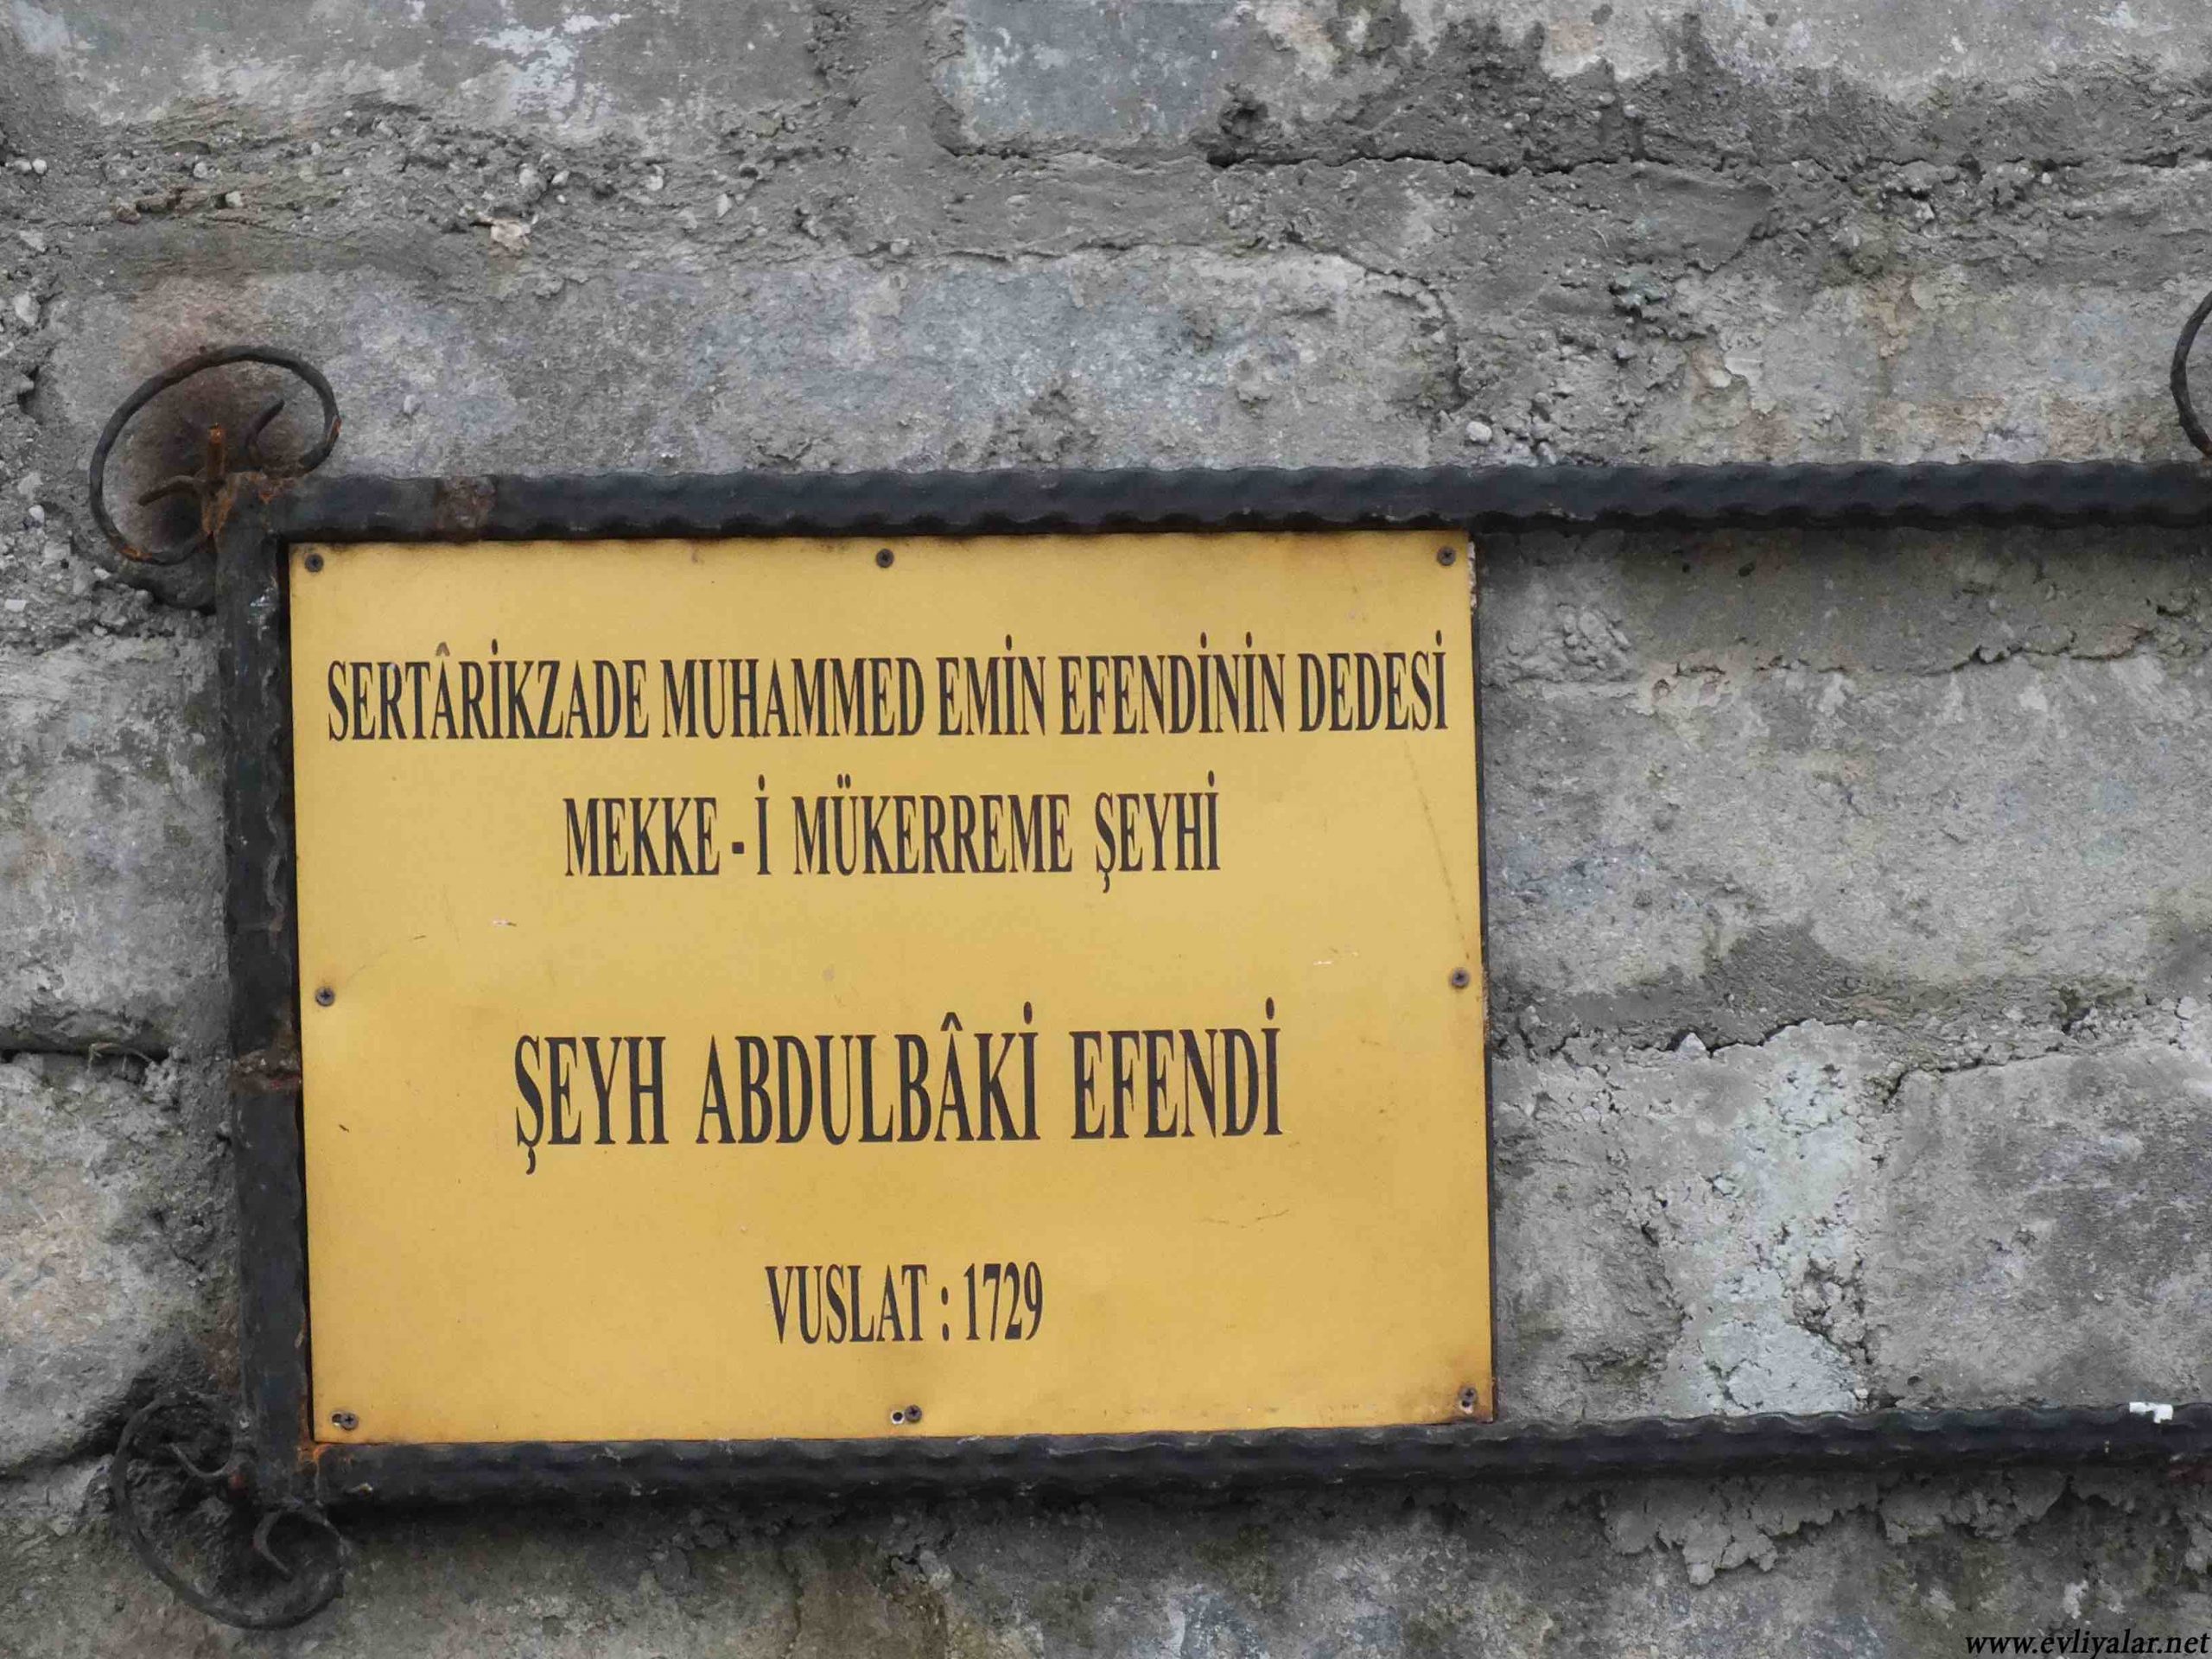 SERTÂRİKZADE MUHAMMED EMİN EFENDİNİN DEDESİ
MEKKE - İ MÜKERREME ŞEYHİ
ŞEYH ABDULBÂKİ EFENDİ
VUSLAT : 1729
www.evliyalar.net